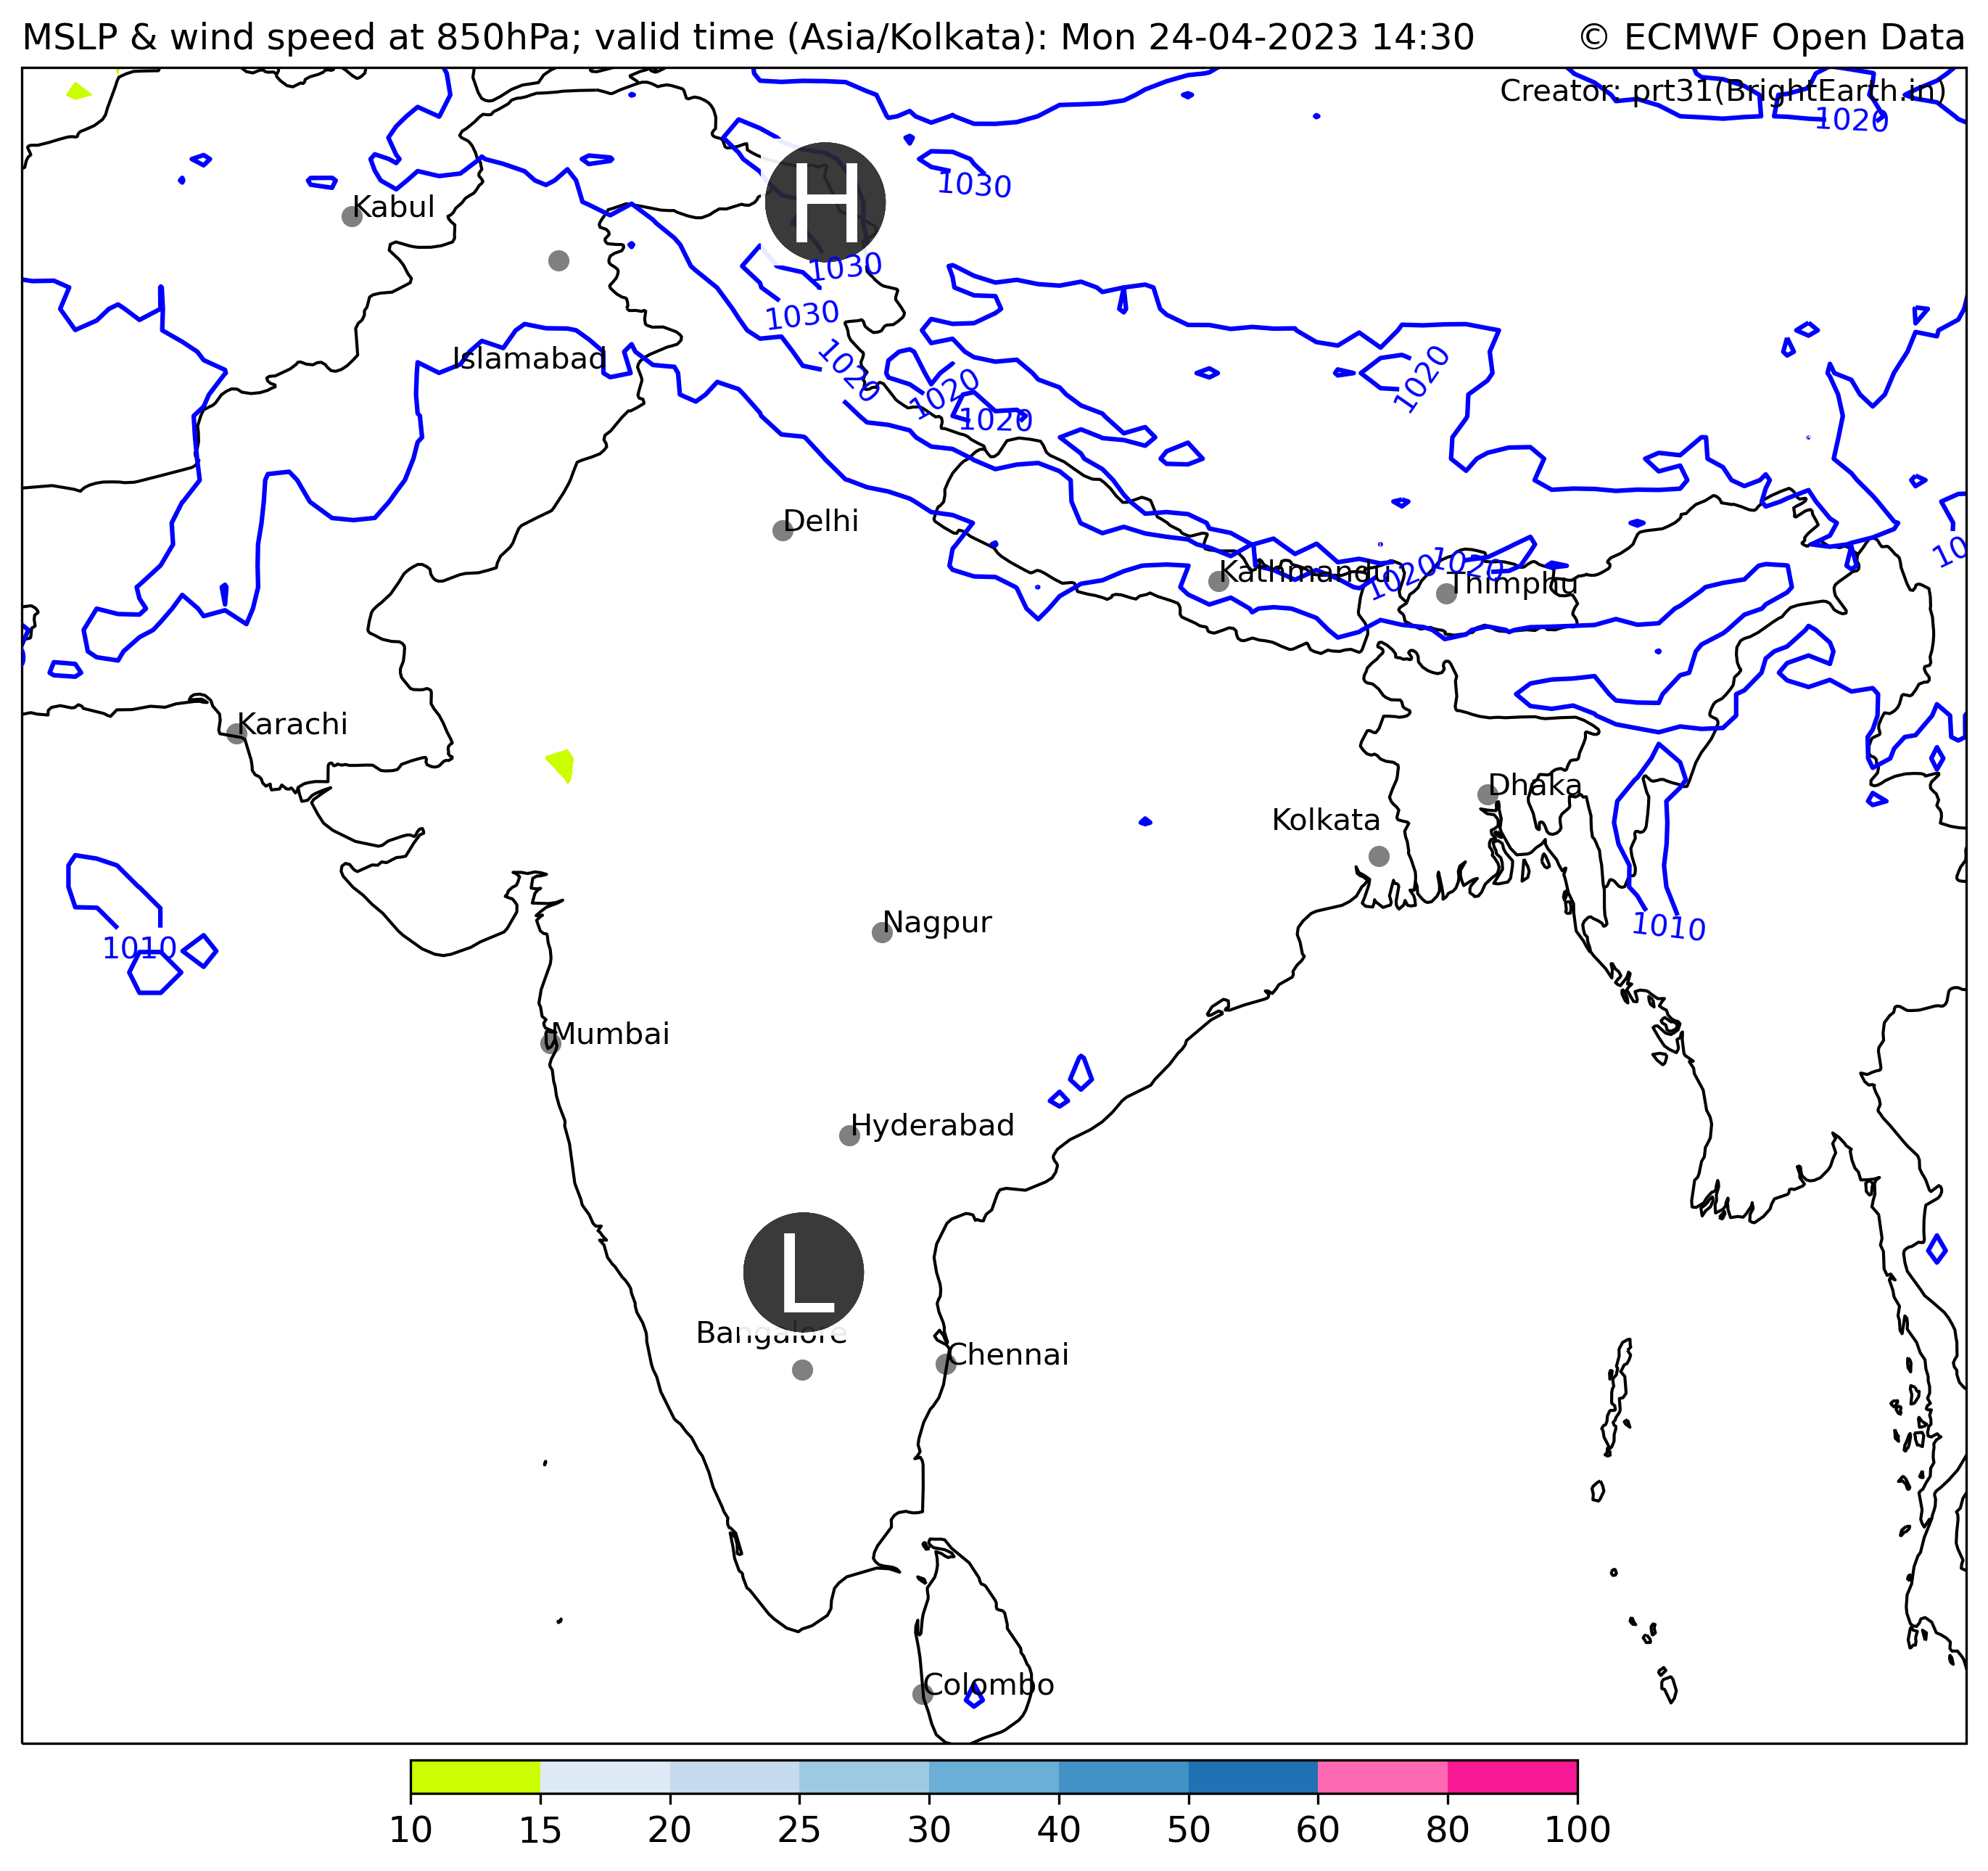 MSLP & wind speed at 850hPa; valid time (Asia/Kolkata): Mon 24-04-2023 14:30
© ECMWF Open Data
Creator: prt31(BrightEarth.in)
1020
H
1030
Kabul
1030
1030
Islamabad
1020
1020
1020
1020
Delhi
10
Kathmandu
1020
1020
Thimphu
Karachi
Dhaka
Kolkata
Nagpur
1010
1010
Mumbai
Hyderabad
L
Bangalore
Chennai
Colombo
10 15 20 25 30 40 50 60 80 100